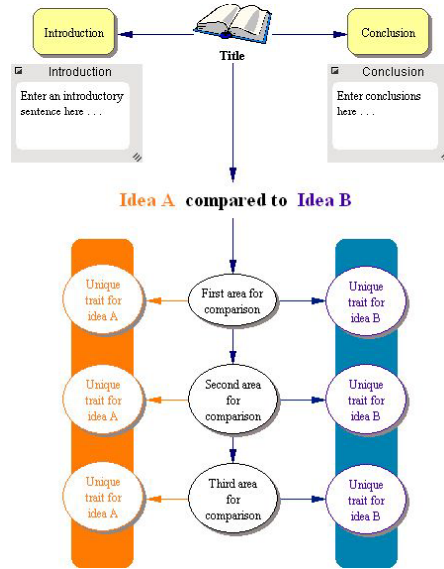 Introduction
Title
Conclusion
Introduction
Enter an introductory
sentence here . . .
Conclusion
Enter conclusions
here . . .
Idea A compared to Idea B
Unique
trait for
idea A
First area for
comparison
Unique
trait for
idea B
Unique
trait for
idea A
Second area
for
comparison
Unique
trait for
idea B
Unique
trait for
idea A
Third area
for
comparison
Unique
trait for
idea B